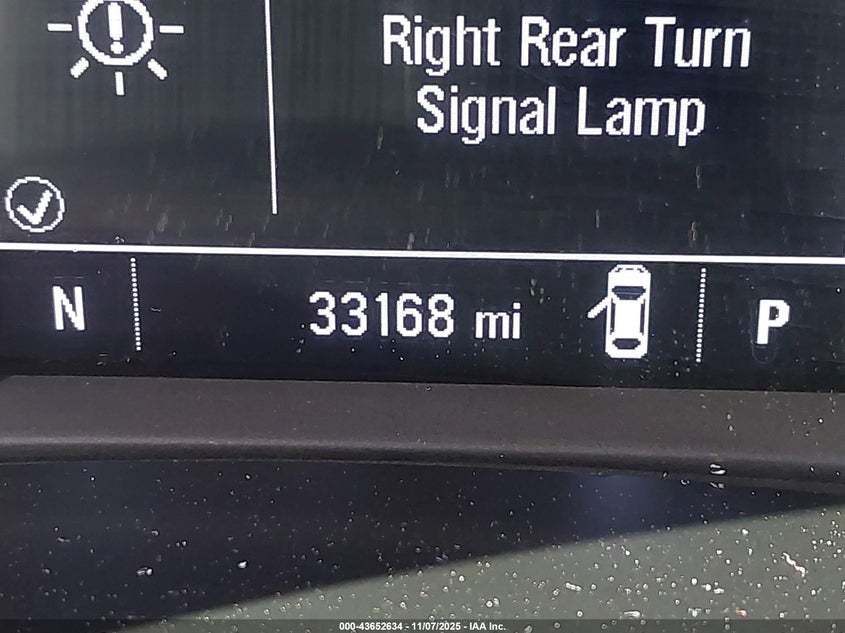 Right Rear Turn
Signal Lamp
N 33168 mi P
000-43652634 - 11/07/2025 - IAA Inc.